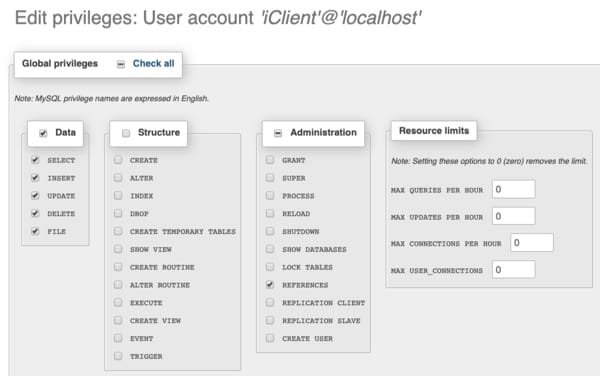 Edit privileges: User account 'iClient'@'localhost'
Global privileges Check all
Note: MySQL privilege names are expressed in English.
Data
SELECT
INSERT
UPDATE
DELETE
FILE
Structure
CREATE
ALTER
INDEX
DROP
CREATE TEMPORARY TABLES
SHOW VIEW
CREATE ROUTINE
ALTER ROUTINE
EXECUTE
CREATE VIEW
EVENT
TRIGGER
Administration
GRANT
SUPER
PROCESS
RELOAD
SHUTDOWN
SHOW DATABASES
LOCK TABLES
REFERENCES
REPLICATION CLIENT
REPLICATION SLAVE
CREATE USER
Resource limits
Note: Setting these options to 0 (zero) removes the limit.
MAX QUERIES PER HOUR 0
MAX UPDATES PER HOUR 0
MAX CONNECTIONS PER HOUR 0
MAX USER_CONNECTIONS 0